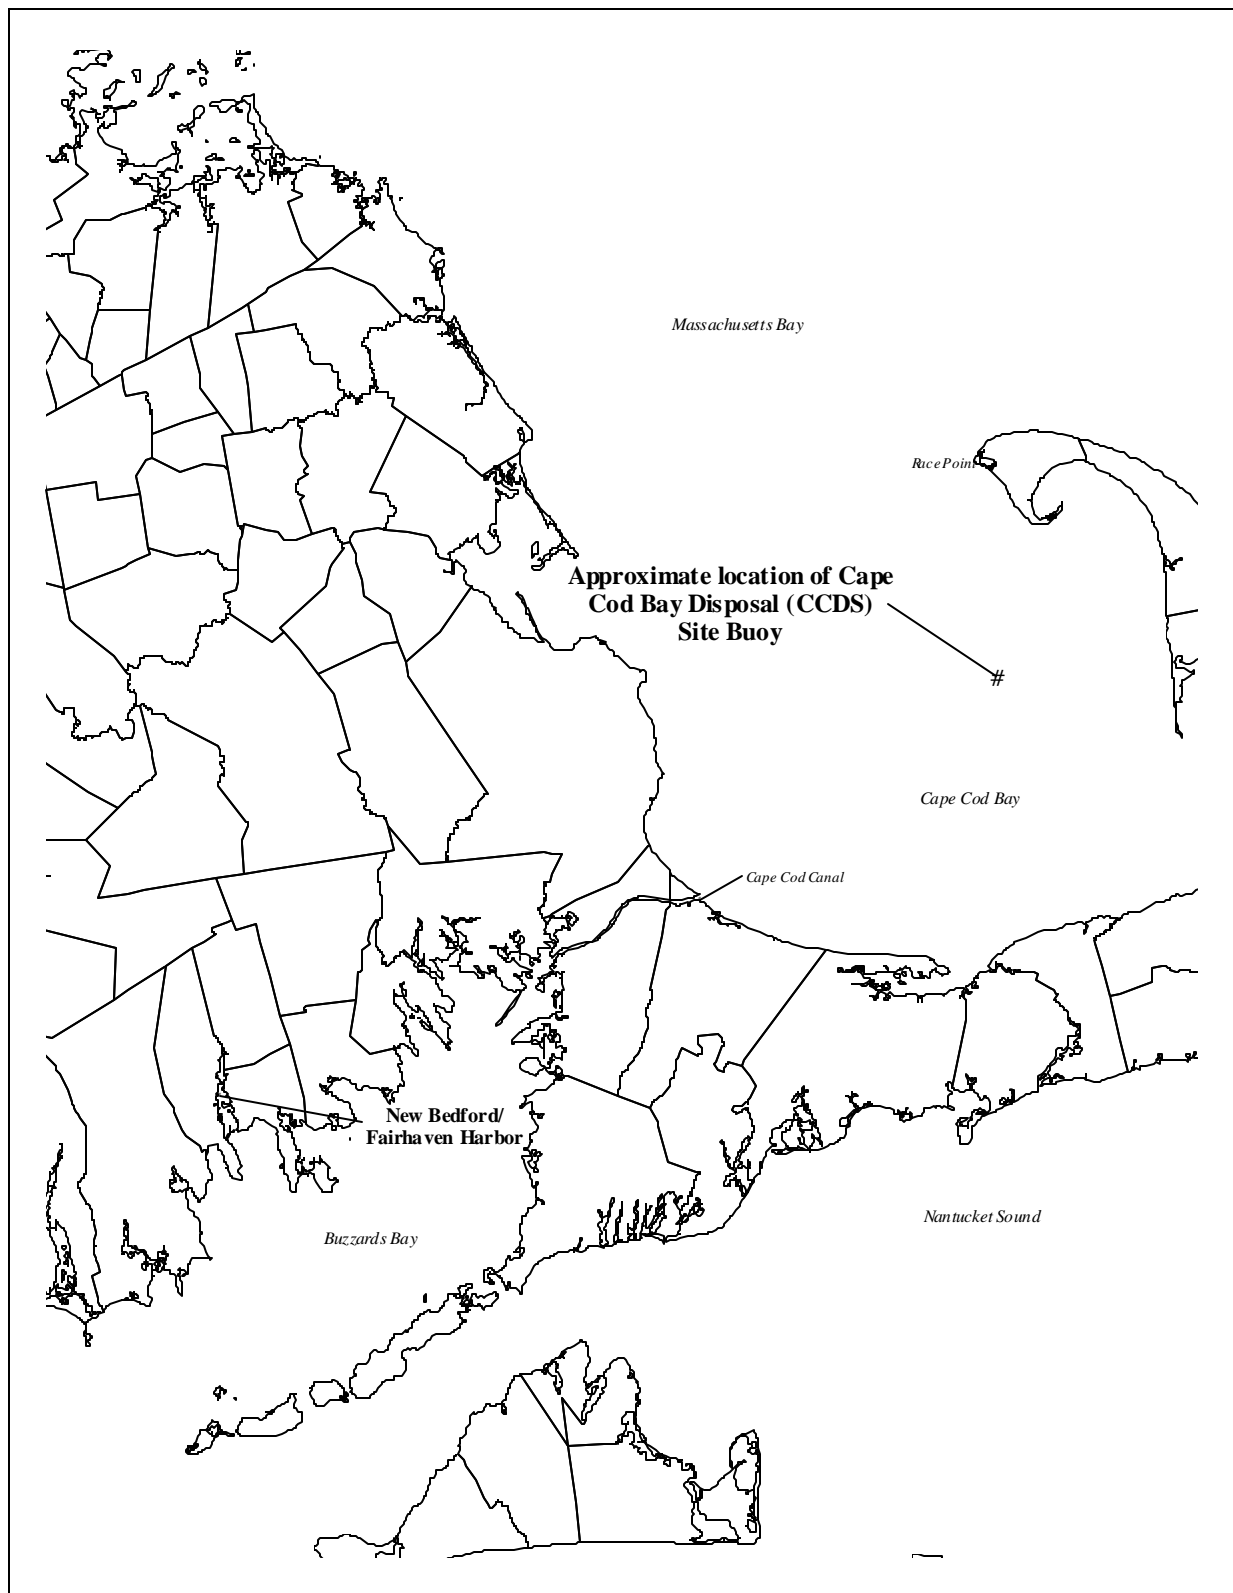 Massachusetts Bay
Race Point
Approximate location of Cape
Cod Bay Disposal (CCDS)
Site Buoy
#
Cape Cod Bay
Cape Cod Canal
New Bedford/
Fairhaven Harbor
Nantucket Sound
Buzzards Bay